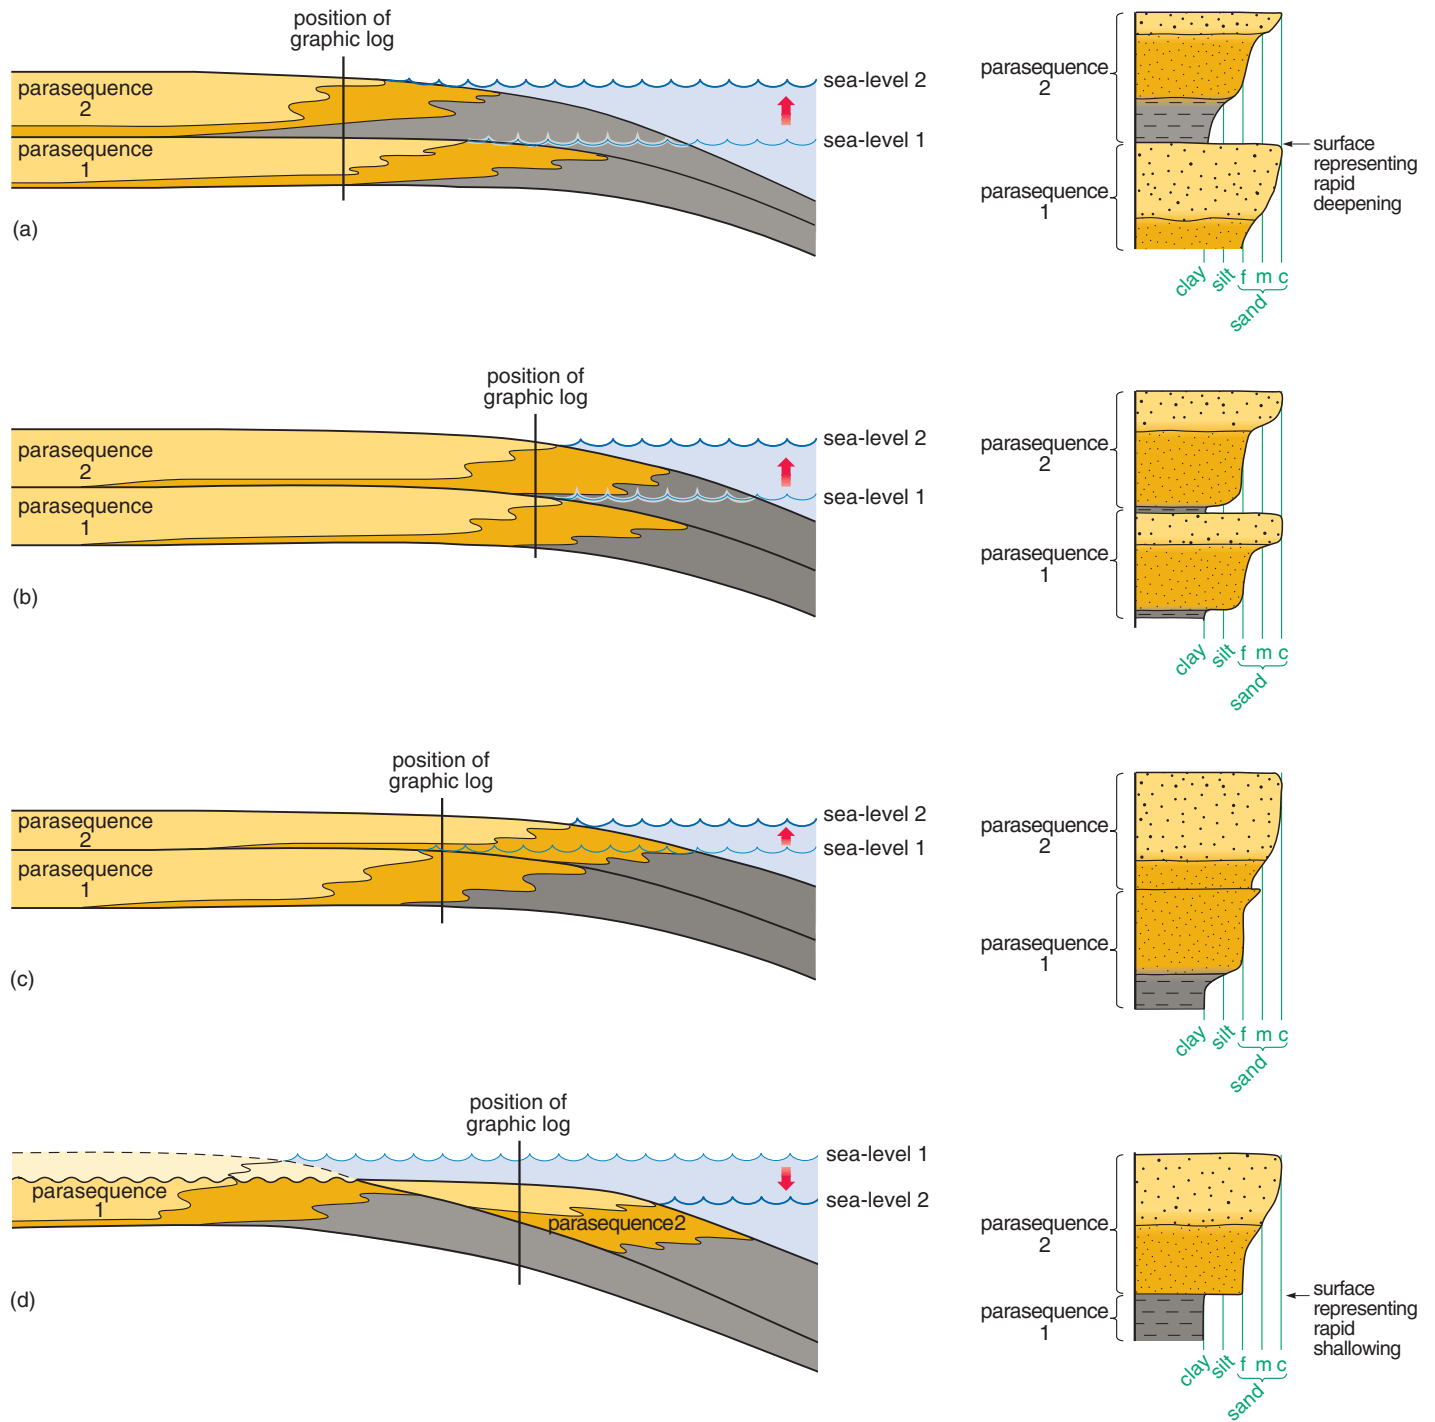 position of
graphic log
parasequence
2
parasequence
1
sea-level 2
sea-level 1
(a)
parasequence
2
parasequence
1
surface
representing
rapid
deepening
clay
silt
f m c
sand
position of
graphic log
parasequence
2
parasequence
1
sea-level 2
sea-level 1
(b)
parasequence
2
parasequence
1
clay
silt
f m c
sand
position of
graphic log
parasequence
2
parasequence
1
sea-level 2
sea-level 1
(c)
parasequence
2
parasequence
1
clay
silt
f m c
sand
position of
graphic log
parasequence
1
parasequence2
sea-level 1
sea-level 2
(d)
parasequence
2
parasequence
1
surface
representing
rapid
shallowing
clay
silt
f m c
sand